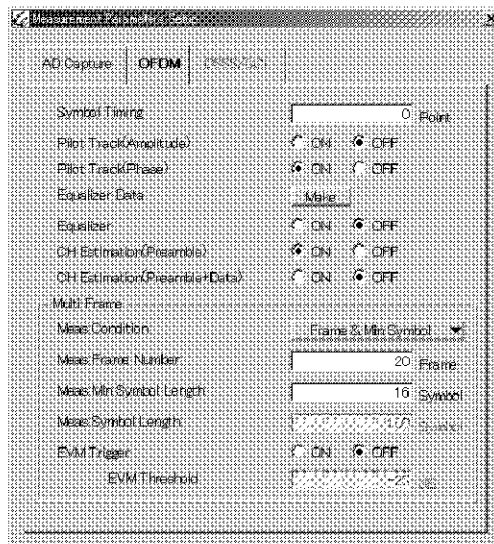 Measurement Parameters Setup
AD Capture OFDM
Symbol Timing 0 Point
Pilot Track(Amplitude) ON OFF
Pilot Track(Phase) ON OFF
Equalizer Data Make
Equalizer ON OFF
CH Estimation(Preamble) ON OFF
CH Estimation(Preamble+Data) ON OFF
Multi Frame
Meas.Condition Frame & Min Symbol
Meas.Frame Number 20 Frame
Meas.Min Symbol Length 16 Symbol
Meas.Symbol Length Symbol
EVM Trigger ON OFF
EVM Threshold